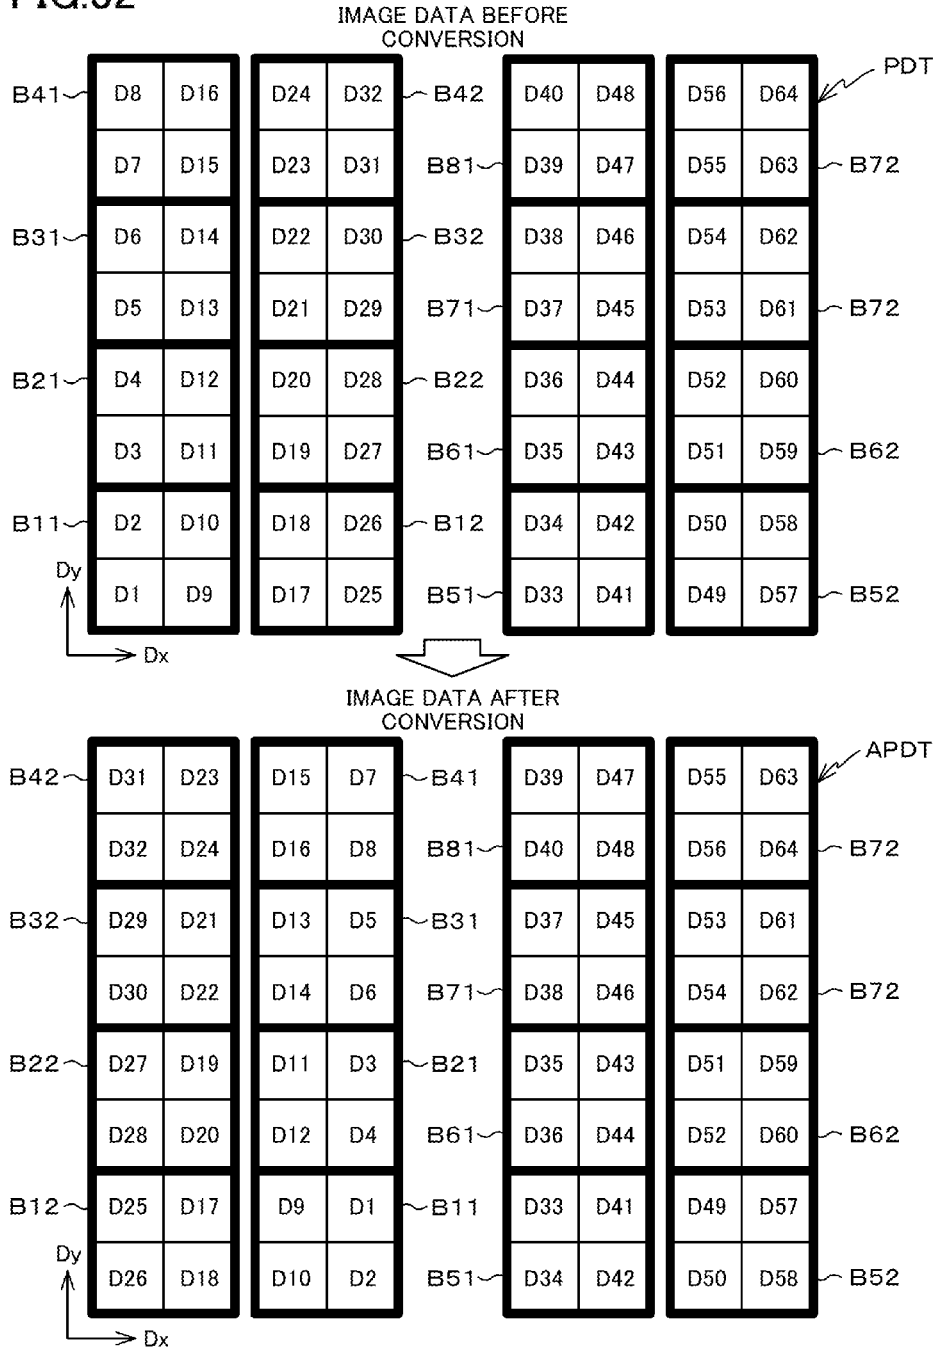 FIG.32
IMAGE DATA BEFORE
CONVERSION
PDT
B41 D8 D16 D24 D32 B42 D40 D48 D56 D64
D7 D15 D23 D31 B81 D39 D47 D55 D63 B72
B31 D6 D14 D22 D30 B32 D38 D46 D54 D62
D5 D13 D21 D29 B71 D37 D45 D53 D61 B72
B21 D4 D12 D20 D28 B22 D36 D44 D52 D60
D3 D11 D19 D27 B61 D35 D43 D51 D59 B62
B11 D2 D10 D18 D26 B12 D34 D42 D50 D58
Dy D1 D9 D17 D25 B51 D33 D41 D49 D57 B52
Dx
IMAGE DATA AFTER
CONVERSION
APDT
B42 D31 D23 D15 D7 B41 D39 D47 D55 D63
D32 D24 D16 D8 B81 D40 D48 D56 D64 B72
B32 D29 D21 D13 D5 B31 D37 D45 D53 D61
D30 D22 D14 D6 B71 D38 D46 D54 D62 B72
B22 D27 D19 D11 D3 B21 D35 D43 D51 D59
D28 D20 D12 D4 B61 D36 D44 D52 D60 B62
B12 D25 D17 D9 D1 B11 D33 D41 D49 D57
Dy D26 D18 D10 D2 B51 D34 D42 D50 D58 B52
Dx